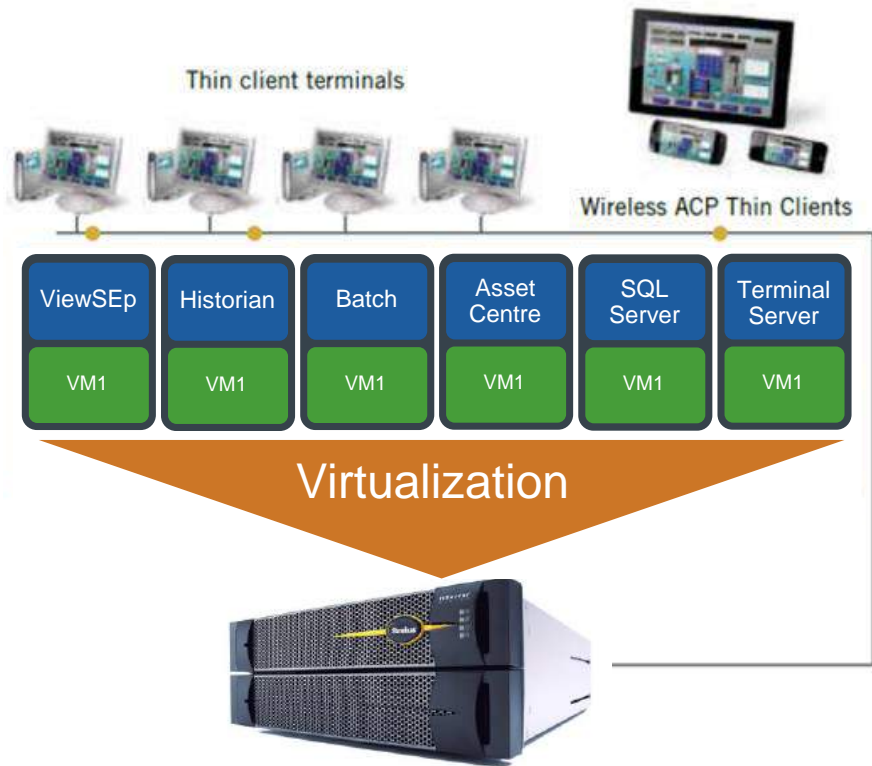 Thin client terminals
Wireless ACP Thin Clients
ViewSEp
Historian
Batch
Asset
Centre
SQL
Server
Terminal
Server
VM1
VM1
VM1
VM1
VM1
VM1
Virtualization
Stratus